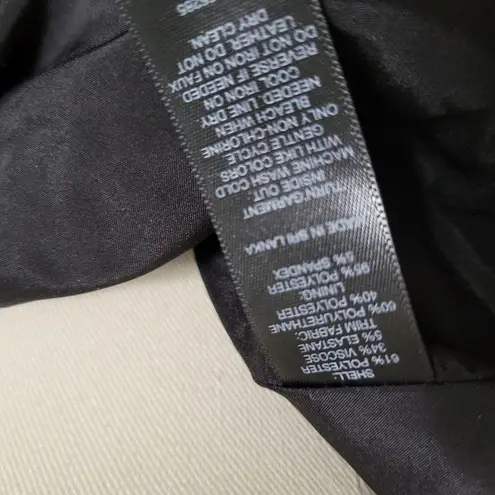 SHELL:
61% POLYESTER
34% VISCOSE
5% ELASTANE
TRIM FABRIC:
60% POLYURETHANE
40% POLYESTER
LINING:
95% POLYESTER
5% SPANDEX
MADE IN SRI LANKA
TURN GARMENT
INSIDE OUT
MACHINE WASH COLD
WITH LIKE COLORS
GENTLE CYCLE
ONLY NON-CHLORINE
BLEACH WHEN
NEEDED LINE DRY
COOL IRON ON
REVERSE IF NEEDED
DO NOT IRON ON FAUX
LEATHER. DO NOT
DRY CLEAN.